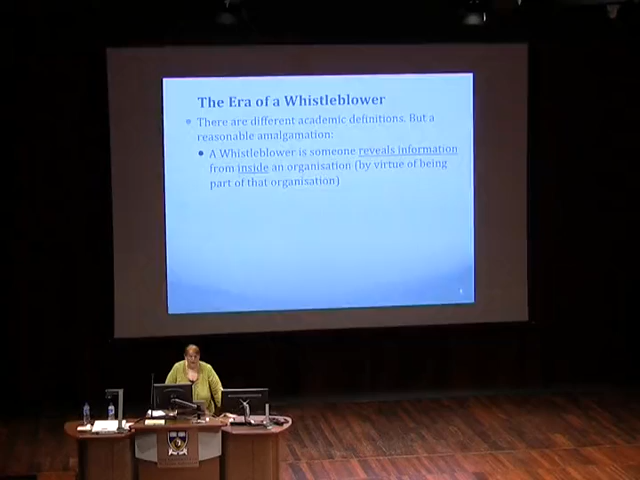 The Era of a Whistleblower
There are different academic definitions. But a
reasonable amalgamation:
A Whistleblower is someone reveals information
from inside an organisation (by virtue of being
part of that organisation)